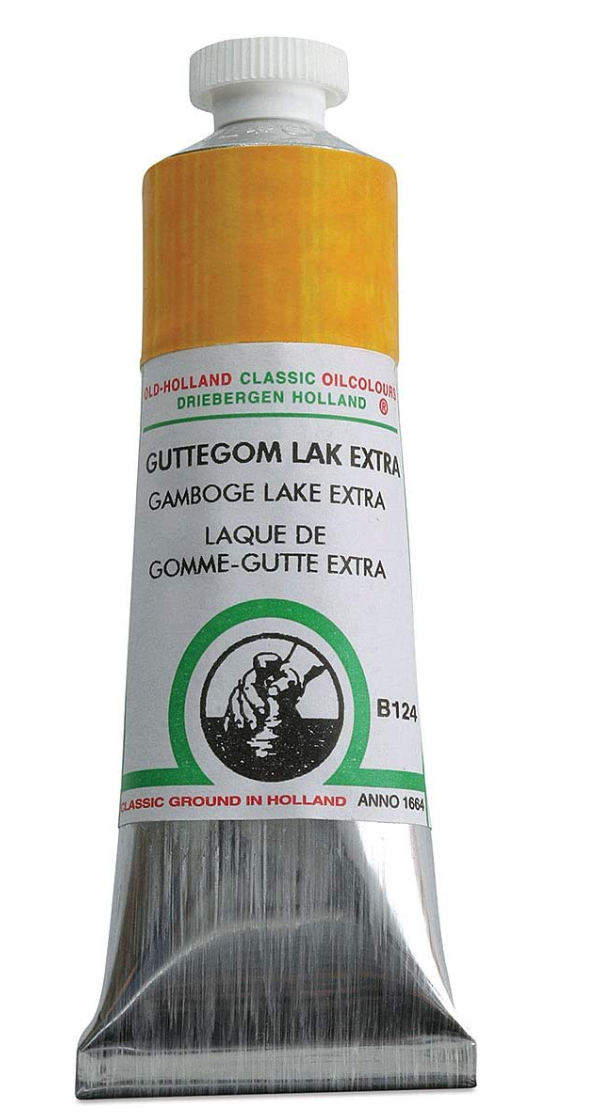 OLD-HOLLAND CLASSIC OILCOLOURS
DRIEBERGEN HOLLAND ®
GUTTEGOM LAK EXTRA
GAMBOGE LAKE EXTRA
LAQUE DE
GOMME-GUTTE EXTRA
B124
CLASSIC GROUND IN HOLLAND ANNO 1664